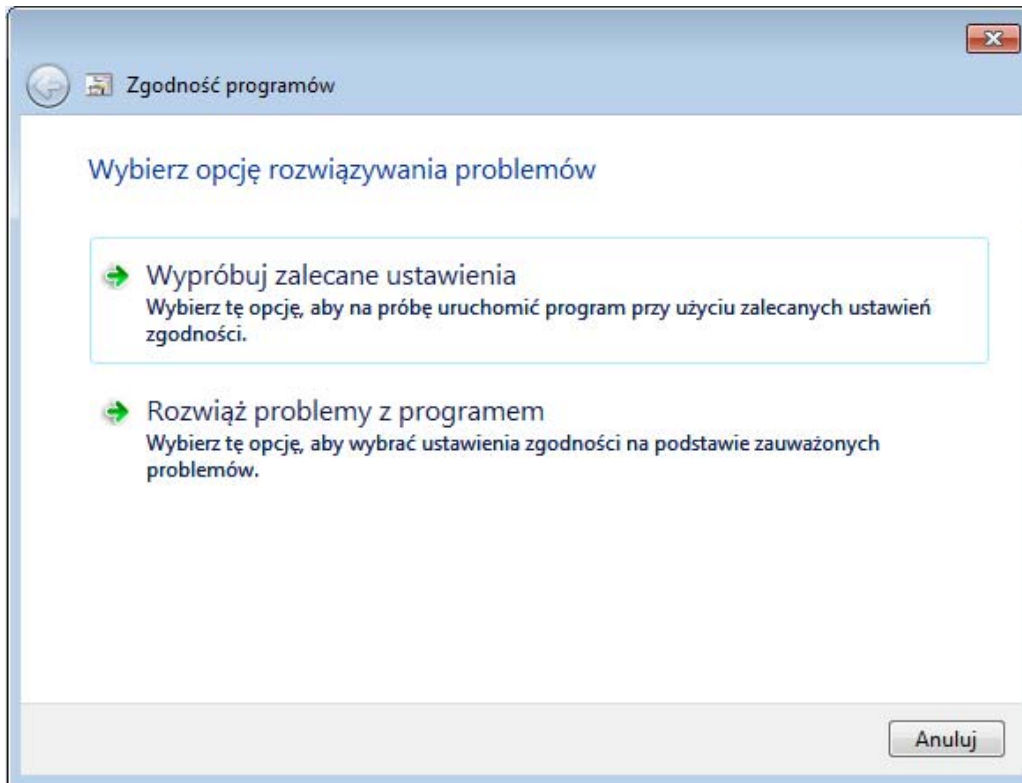 Zgodność programów
Wybierz opcję rozwiązywania problemów
Wypróbuj zalecane ustawienia
Wybierz tę opcję, aby na próbę uruchomić program przy użyciu zalecanych ustawień
zgodności.
Rozwiąż problemy z programem
Wybierz tę opcję, aby wybrać ustawienia zgodności na podstawie zauważonych
problemów.
Anuluj